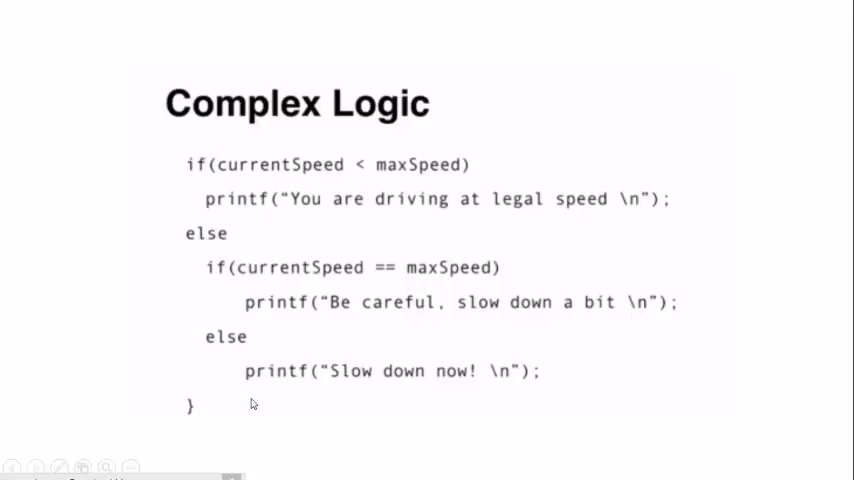 Complex Logic
if(currentSpeed < maxSpeed)
printf(“You are driving at legal speed \n”);
else
if(currentSpeed == maxSpeed)
printf(“Be careful, slow down a bit \n”);
else
printf(“Slow down now! \n”);
}